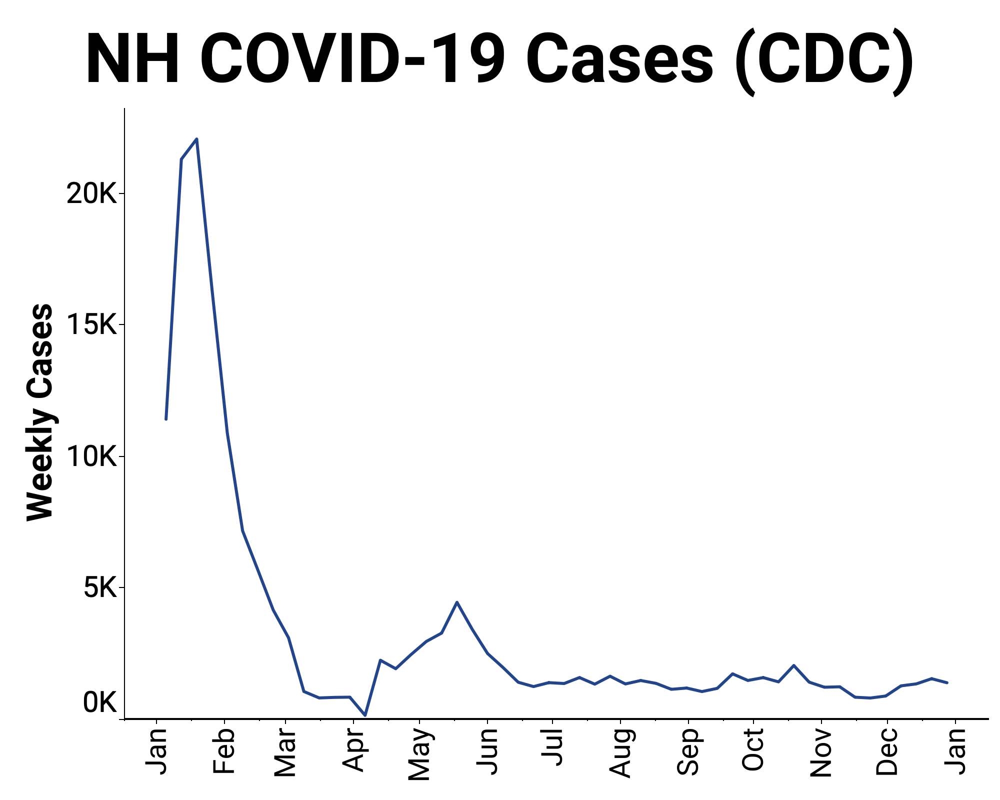 NH COVID-19 Cases (CDC)
Weekly Cases
20K
15K
10K
5K
0K
Jan
Feb
Mar
Apr
May
Jun
Jul
Aug
Sep
Oct
Nov
Dec
Jan